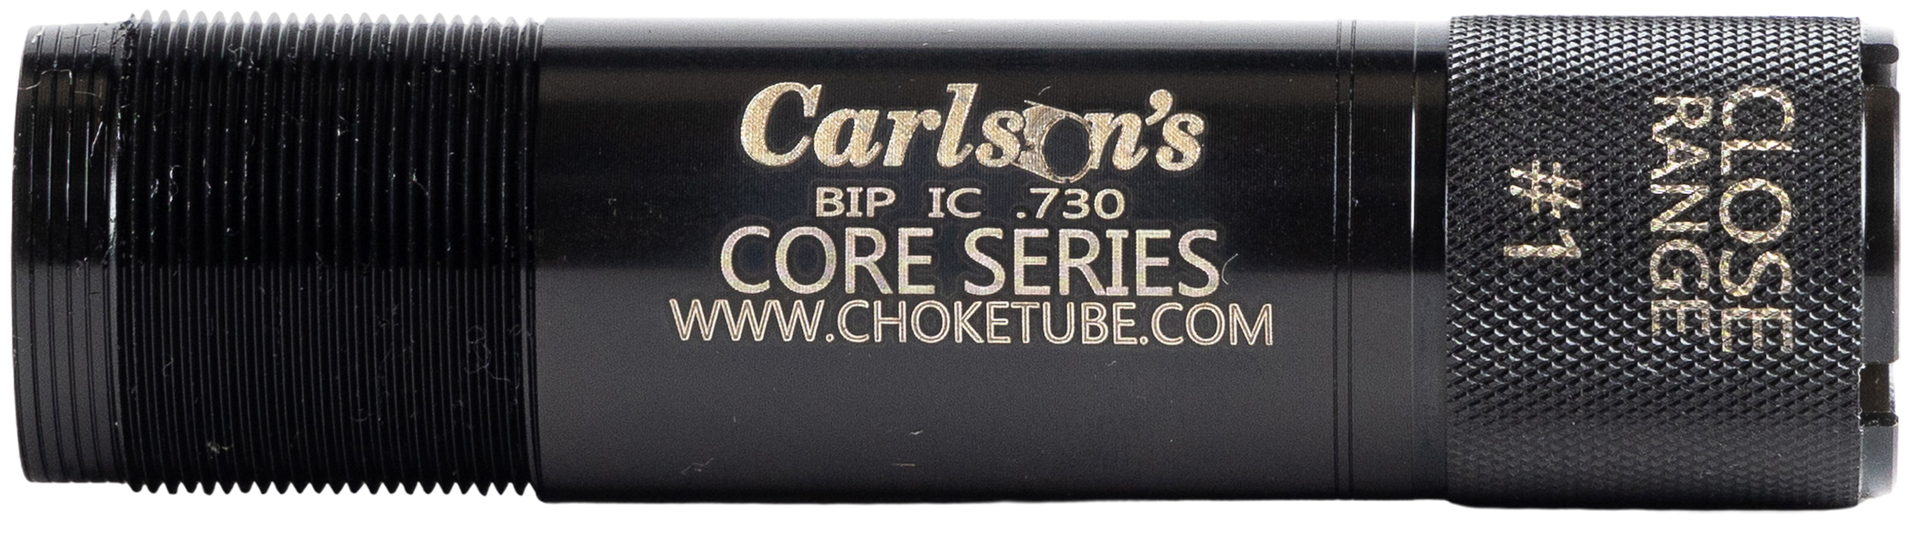 Carlson's
BIP IC .730
CORE SERIES
WWW.CHOKETUBE.COM
#1
CLOSE
RANGE